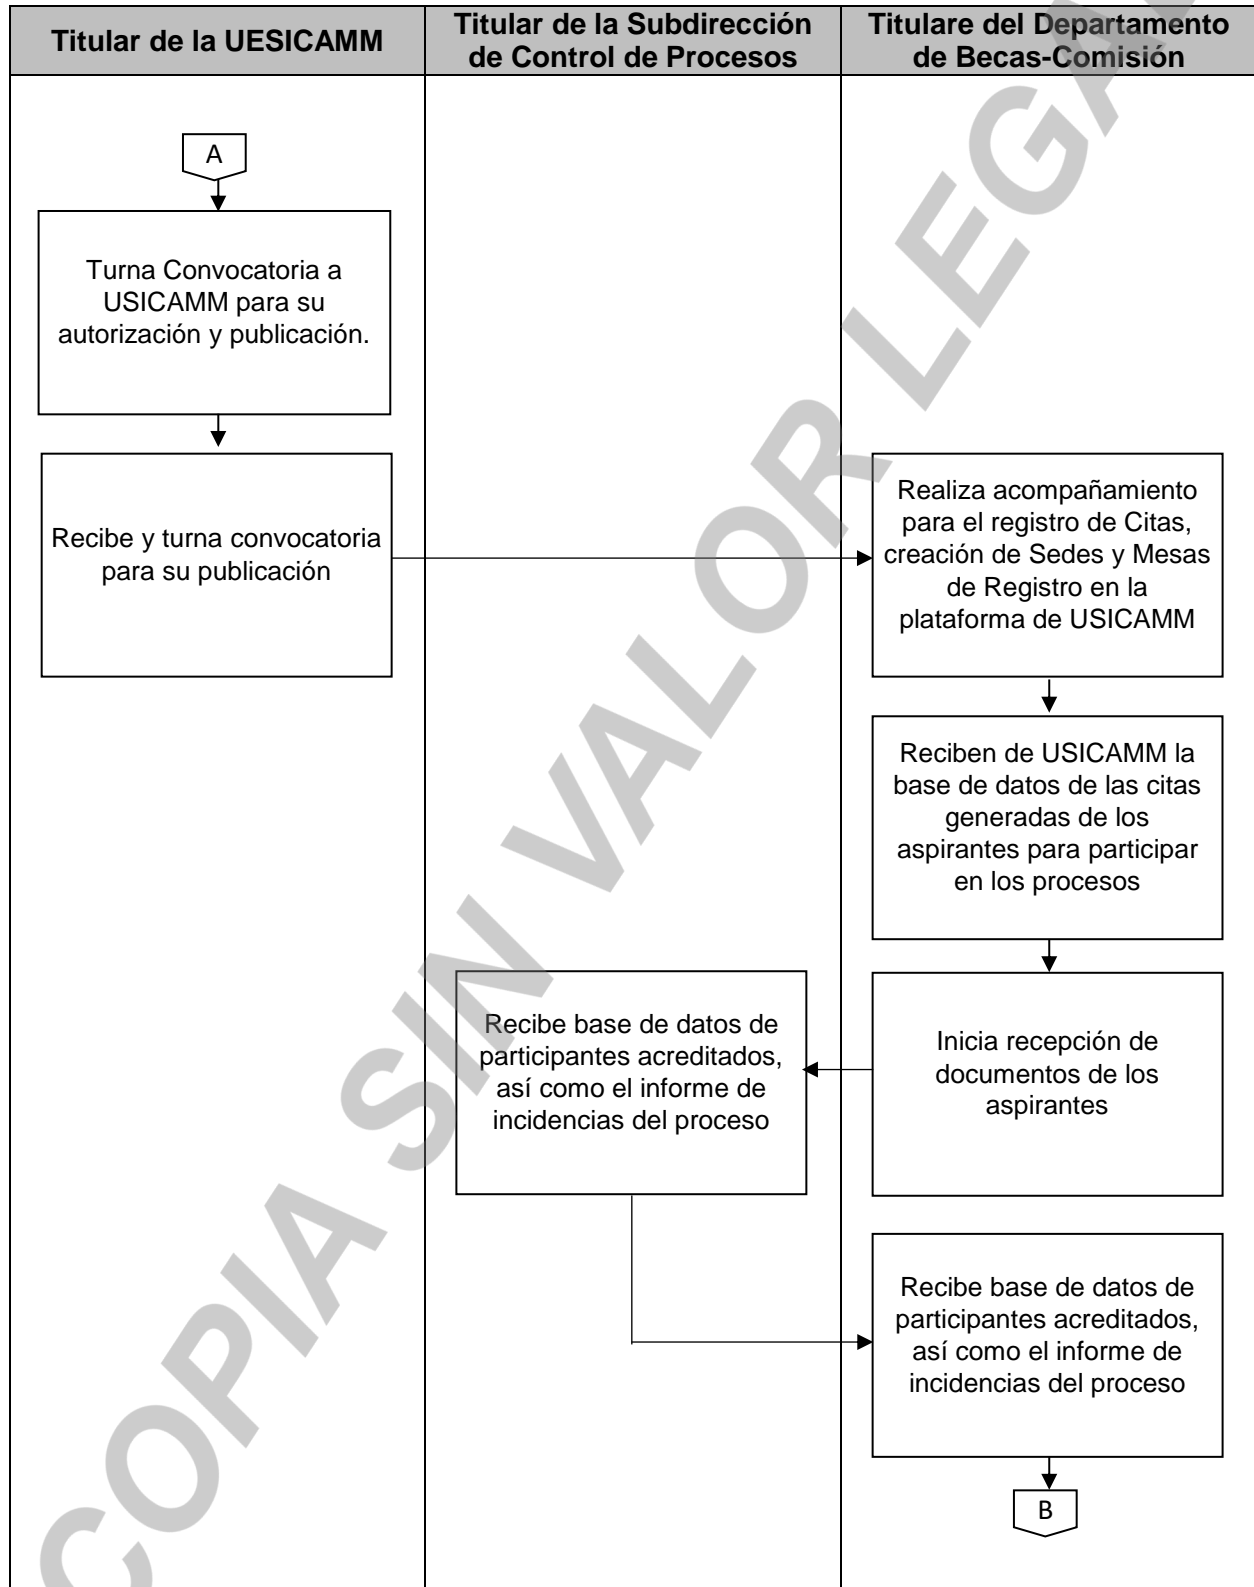 Titular de la UESICAMM
Titular de la Subdirección
de Control de Procesos
Titulare del Departamento
de Becas-Comisión
A
Turna Convocatoria a
USICAMM para su
autorización y publicación.
Recibe y turna convocatoria
para su publicación
Realiza acompañamiento
para el registro de Citas,
creación de Sedes y Mesas
de Registro en la
plataforma de USICAMM
Reciben de USICAMM la
base de datos de las citas
generadas de los
aspirantes para participar
en los procesos
Inicia recepción de
documentos de los
aspirantes
Recibe base de datos de
participantes acreditados,
así como el informe de
incidencias del proceso
Recibe base de datos de
participantes acreditados,
así como el informe de
incidencias del proceso
B
COPIA SIN VALOR LEGAL